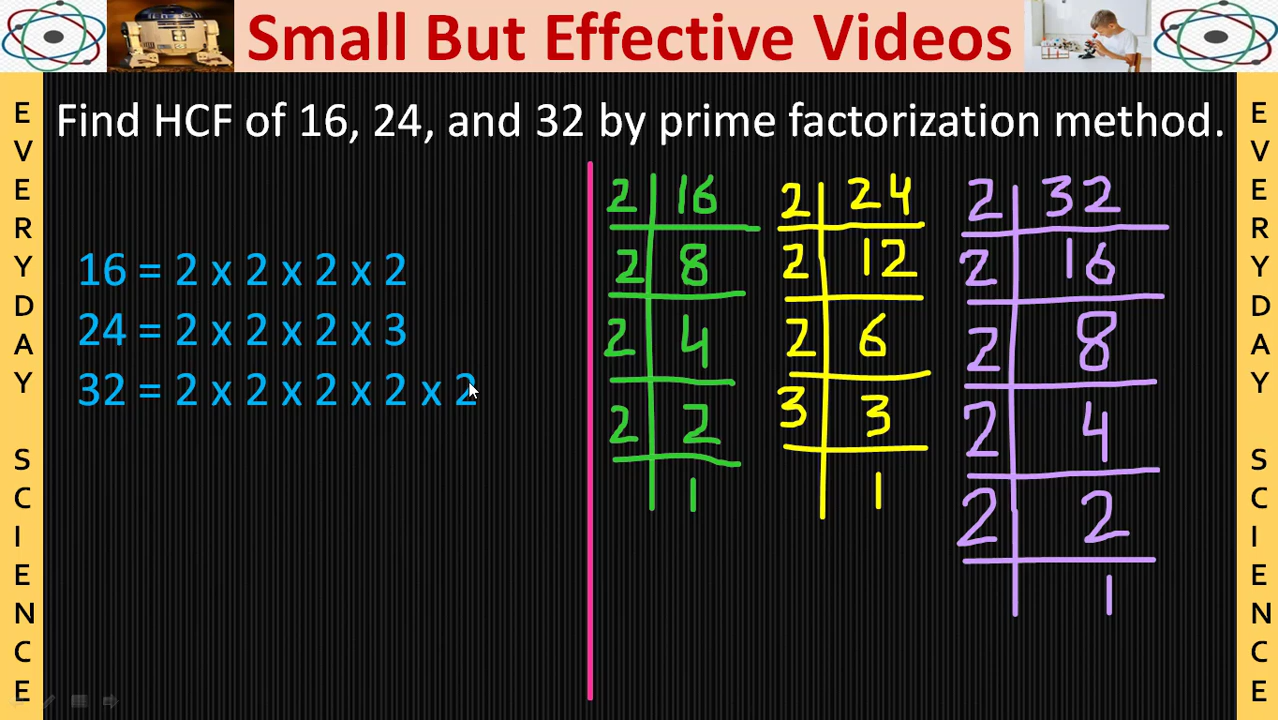 Small But Effective Videos
EVERYDAY SCIENCE
Find HCF of 16, 24, and 32 by prime factorization method.
16 = 2 x 2 x 2 x 2
24 = 2 x 2 x 2 x 3
32 = 2 x 2 x 2 x 2 x 2
2 | 16
2 | 8
2 | 4
2 | 2
1
2 | 24
2 | 12
2 | 6
3 | 3
1
2 | 32
2 | 16
2 | 8
2 | 4
2 | 2
1
EVERYDAY SCIENCE